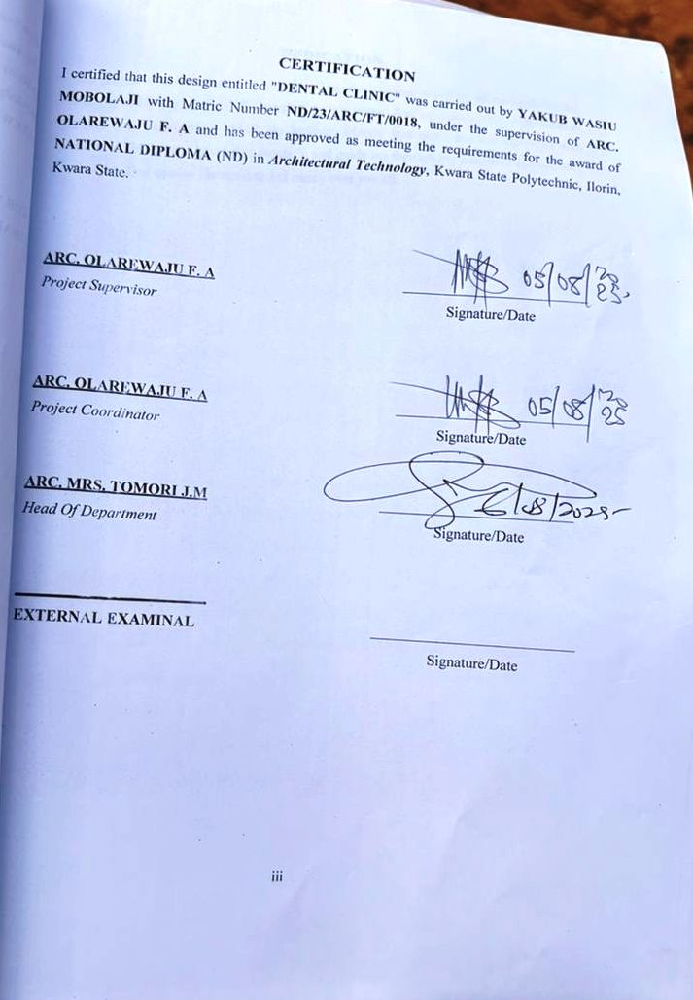 CERTIFICATION
I certified that this design entitled "DENTAL CLINIC" was carried out by YAKUB WASIU
MOBOLAJI with Matric Number ND/23/ARC/FT/0018, under the supervision of ARC.
OLAREWAJU F. A and has been approved as meeting the requirements for the award of
NATIONAL DIPLOMA (ND) in Architectural Technology, Kwara State Polytechnic, Ilorin,
Kwara State.
ARC. OLAREWAJU F. A
Project Supervisor
05/08/2025
Signature/Date
ARC. OLAREWAJU F. A
Project Coordinator
05/08/2025
Signature/Date
ARC. MRS. TOMORI J.M
Head Of Department
6/08/2025
Signature/Date
EXTERNAL EXAMINAL
Signature/Date
iii